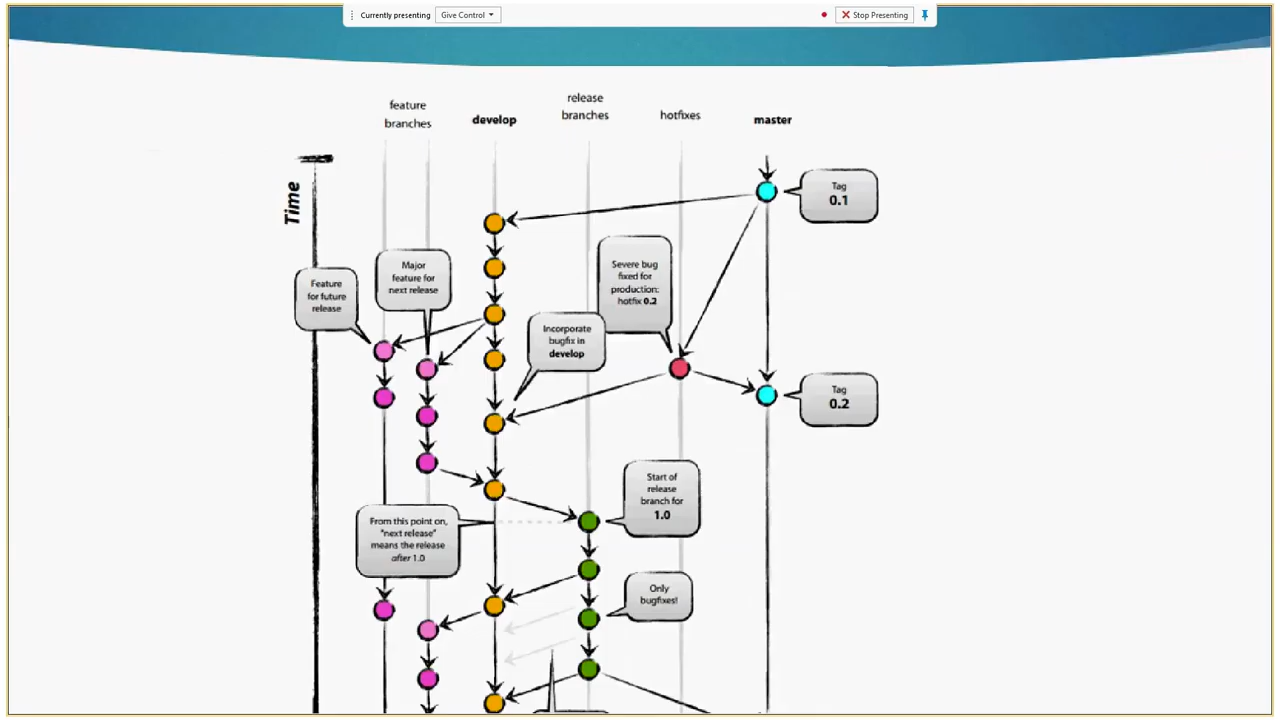 Currently presenting
Give Control
Stop Presenting
feature
branches
develop
release
branches
hotfixes
master
Time
Tag
0.1
Severe bug
fixed for
production:
hotfix 0.2
Major
feature for
next release
Feature
for future
release
Incorporate
bugfix in
develop
Tag
0.2
Start of
release
branch for
1.0
From this point on,
"next release"
means the release
after 1.0
Only
bugfixes!